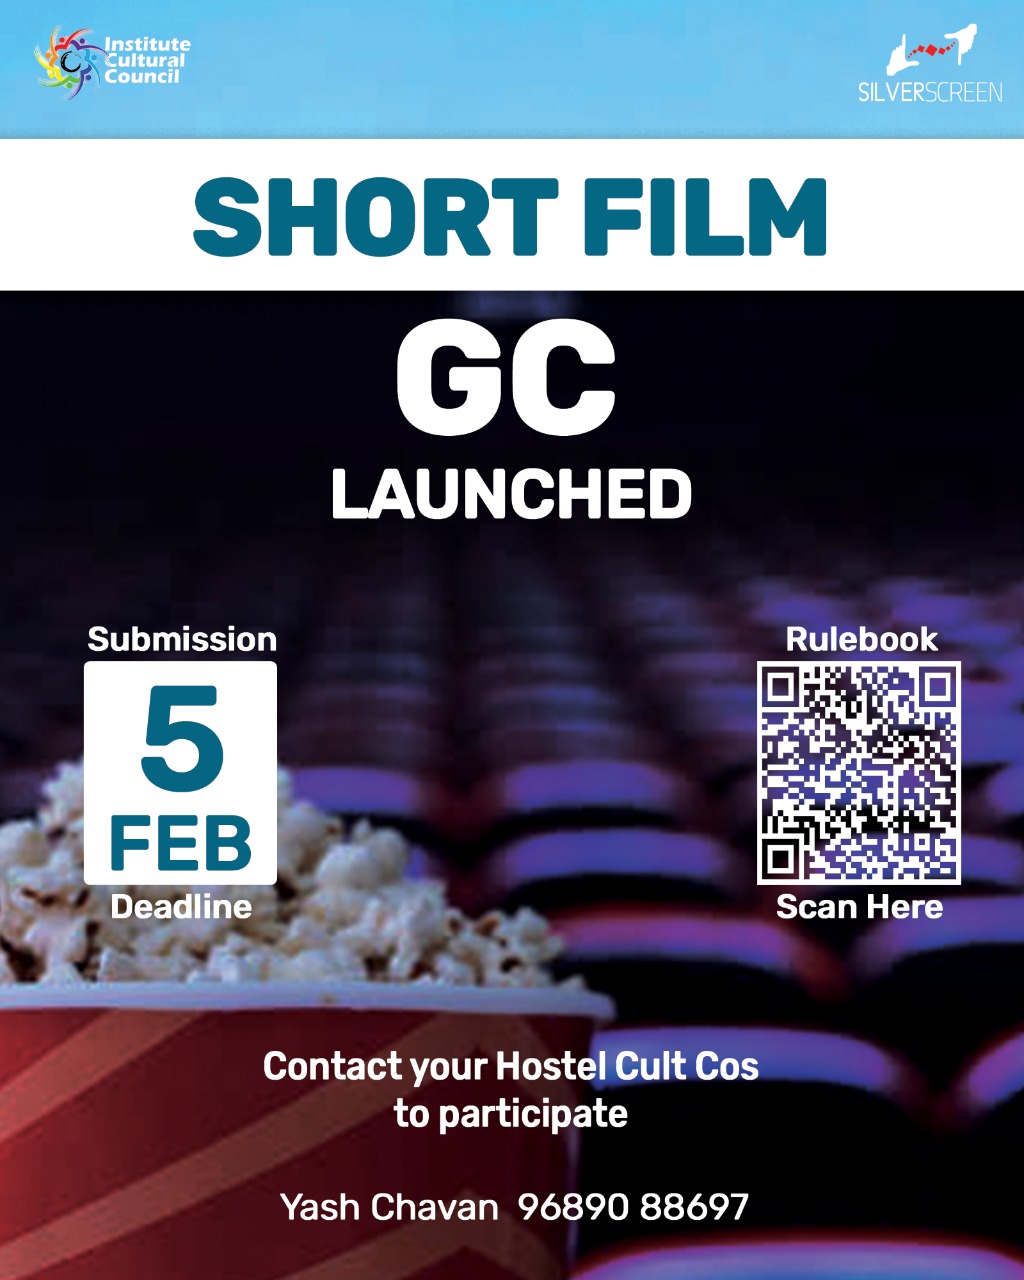 Institute
Cultural
Council
SILVERSCREEN
SHORT FILM
GC
LAUNCHED
Submission
5
FEB
Deadline
Rulebook
Scan Here
Contact your Hostel Cult Cos
to participate
Yash Chavan 96890 88697